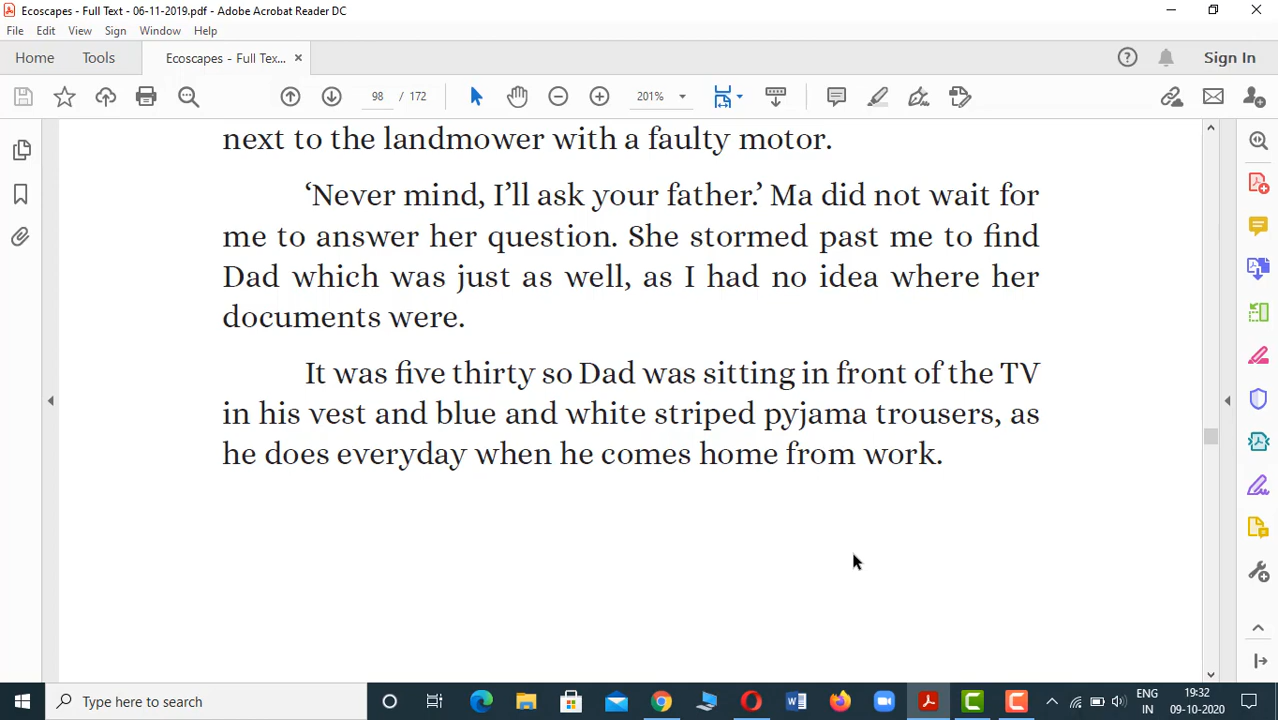 Ecoscapes - Full Text - 06-11-2019.pdf - Adobe Acrobat Reader DC
File Edit View Sign Window Help
Home Tools Ecoscapes - Full Tex... × Sign In
98 / 172 201%
next to the landmower with a faulty motor.
‘Never mind, I’ll ask your father.’ Ma did not wait for
me to answer her question. She stormed past me to find
Dad which was just as well, as I had no idea where her
documents were.
It was five thirty so Dad was sitting in front of the TV
in his vest and blue and white striped pyjama trousers, as
he does everyday when he comes home from work.
Type here to search
ENG 19:32
IN 09-10-2020